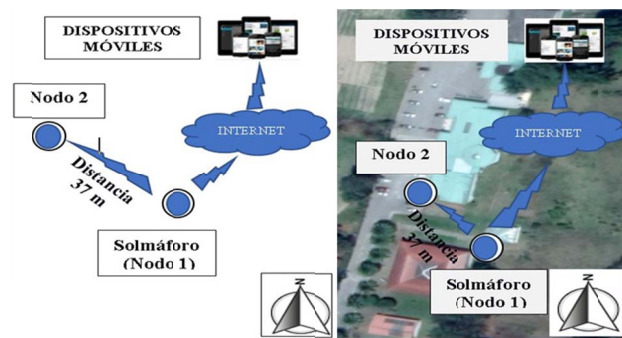 DISPOSITIVOS
MÓVILES
Nodo 2
INTERNET
Distancia
37 m
Solmáforo
(Nodo 1)
N
DISPOSITIVOS
MÓVILES
INTERNET
Nodo 2
Distancia
37 m
Solmáforo
(Nodo 1)
N